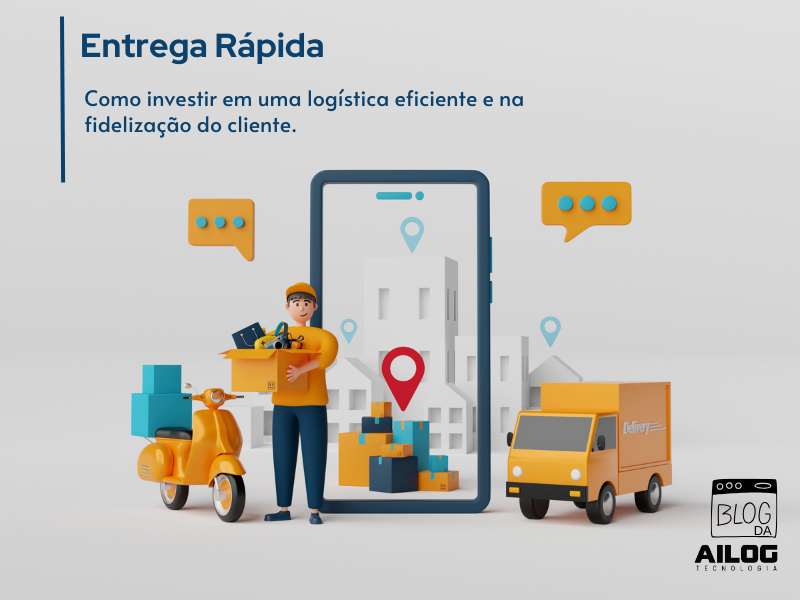 Entrega Rápida
Como investir em uma logística eficiente e na
fidelização do cliente.
Delivery
BLOG
DA
AILOG
TECNOLOGIA